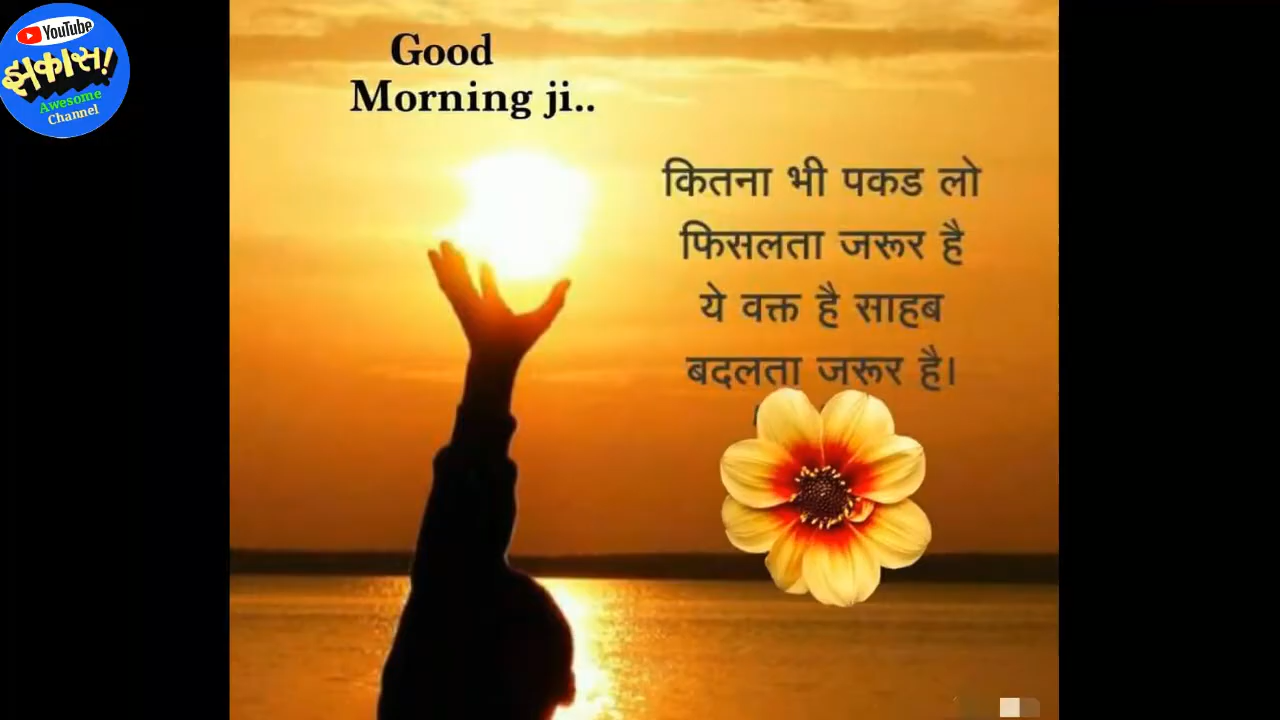 YouTube
झकास!
Awesome
Channel
Good
Morning ji..
कितना भी पकड लो
फिसलता जरूर है
ये वक्त है साहब
बदलता जरूर है।